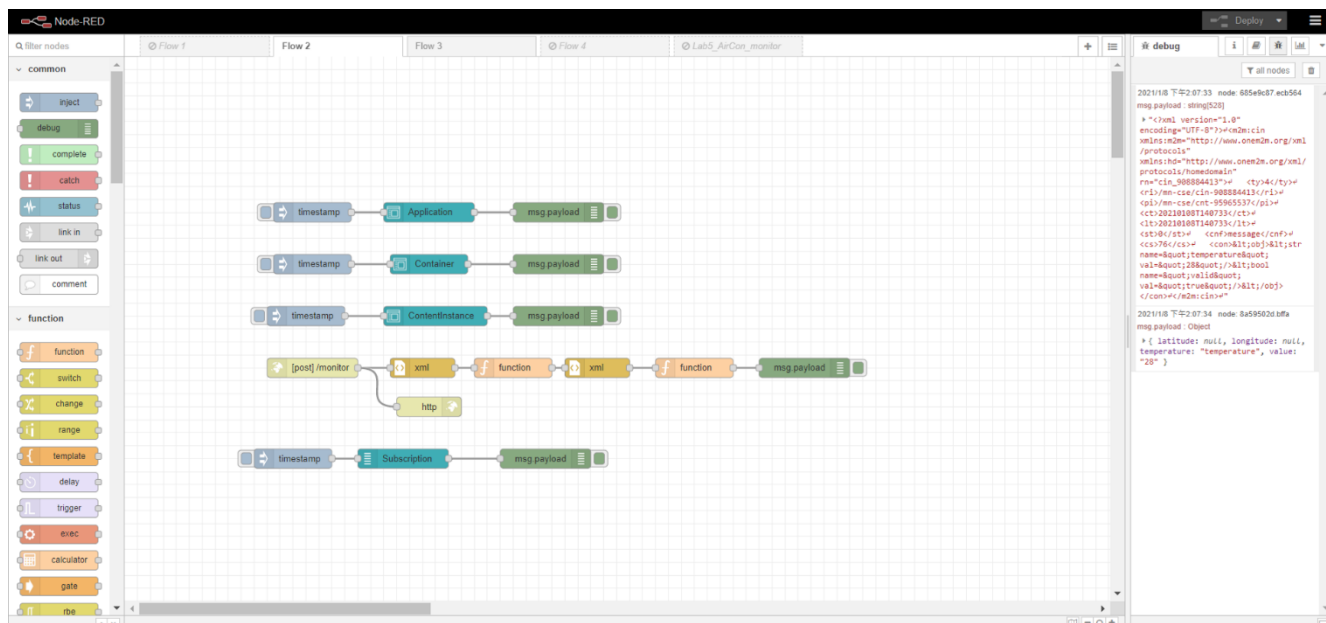 Node-RED
Deploy
filter nodes
Flow 1
Flow 2
Flow 3
Flow 4
Lab5_AirCon_monitor
debug
i
all nodes
common
inject
debug
complete
catch
status
link in
link out
comment
function
function
switch
change
range
template
delay
trigger
exec
calculator
gate
rbe
timestamp
Application
msg.payload
timestamp
Container
msg.payload
timestamp
ContentInstance
msg.payload
[post] /monitor
xml
function
xml
function
msg.payload
http
timestamp
Subscription
msg.payload
2021/1/8 下午2:07:33 node: 685e9c87.ecb564
msg.payload : string[528]
"<?xml version="1.0"
encoding="UTF-8"?>↵<m2m:cin
xmlns:m2m="http://www.onem2m.org/xml
/protocols"
xmlns:hd="http://www.onem2m.org/xml/
protocols/homedomain"
rn="cin_908884413">↵ <ty>4</ty>↵
<ri>/mn-cse/cin-908884413</ri>↵
<pi>/mn-cse/cnt-95965537</pi>↵
<ct>20210108T140733</ct>↵
<lt>20210108T140733</lt>↵
<st>0</st>↵ <cnf>message</cnf>↵
<cs>76</cs>↵ <con>&lt;obj>&lt;str
name=&quot;temperature&quot;
val=&quot;28&quot;/>&lt;bool
name=&quot;valid&quot;
val=&quot;true&quot;/>&lt;/obj>
</con>↵</m2m:cin>↵"
2021/1/8 下午2:07:34 node: 8a59502d.bffa
msg.payload : Object
{ latitude: null, longitude: null,
temperature: "temperature", value:
"28" }